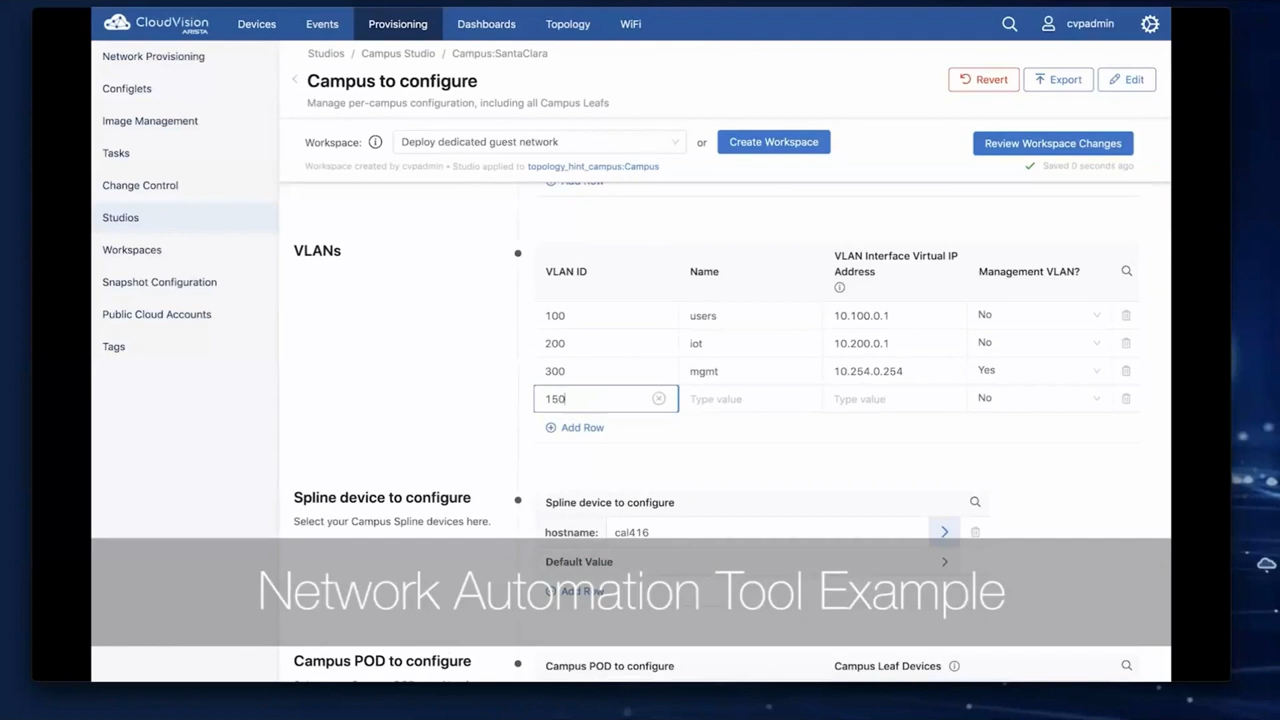 CloudVision
ARISTA
Devices Events Provisioning Dashboards Topology WiFi
cvpadmin
Network Provisioning
Configlets
Image Management
Tasks
Change Control
Studios
Workspaces
Snapshot Configuration
Public Cloud Accounts
Tags
Studios / Campus Studio / Campus:SantaClara
Campus to configure
Manage per-campus configuration, including all Campus Leafs
Revert Export Edit
Workspace: Deploy dedicated guest network or Create Workspace
Review Workspace Changes
Workspace created by cvpadmin • Studio applied to topology_hint_campus:Campus
Saved 0 seconds ago
Add Row
VLANs
VLAN ID Name VLAN Interface Virtual IP Address Management VLAN?
100 users 10.100.0.1 No
200 iot 10.200.0.1 No
300 mgmt 10.254.0.254 Yes
150 Type value Type value No
Add Row
Spline device to configure
Select your Campus Spline devices here.
Spline device to configure
hostname: cal416
Default Value
Add Row
Network Automation Tool Example
Campus POD to configure
Campus POD to configure Campus Leaf Devices